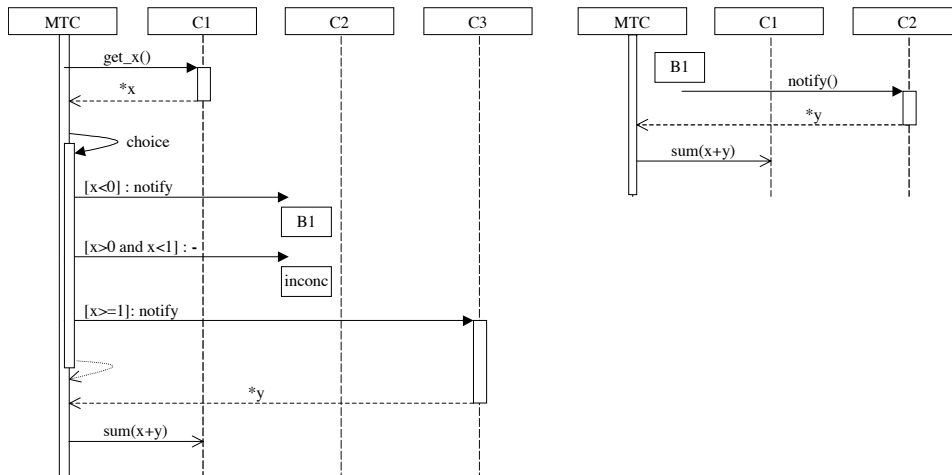 MTC C1 C2 C3
get_x()
*x
choice
[x<0] : notify
B1
[x>0 and x<1] : -
inconc
[x>=1]: notify
*y
sum(x+y)
MTC C1 C2
B1
notify()
*y
sum(x+y)